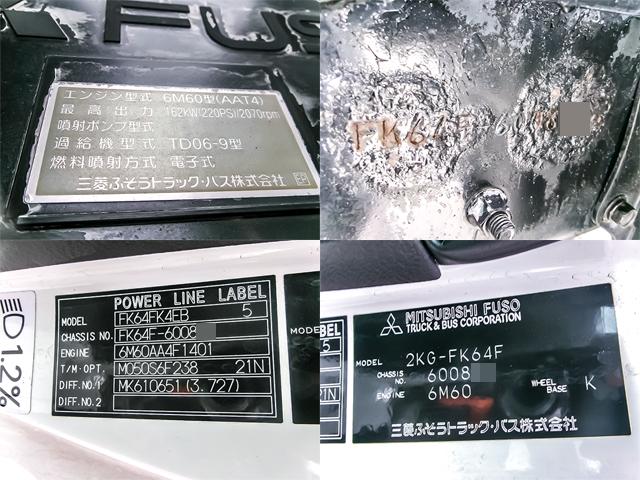 FUSO
エンジン型式 6M60型(AAT4)
最高出力 162kW(220PS)/2070rpm
噴射ポンプ型式
過給機型式 TD06-9型
燃料噴射方式 電子式
三菱ふそうトラック・バス株式会社
FK64F
POWER LINE LABEL
MODEL FK64FK4FB 5
CHASSIS NO. FK64F-6008
ENGINE 6M60AA4F1401
T/M・OPT. M050S6F238 21N
DIFF.NO.1 MK610651(3.727)
DIFF.NO.2
D1.2%
MITSUBISHI FUSO
TRUCK & BUS CORPORATION
MODEL 2KG-FK64F
CHASSIS NO. 6008
ENGINE 6M60 WHEEL BASE K
三菱ふそうトラック・バス株式会社